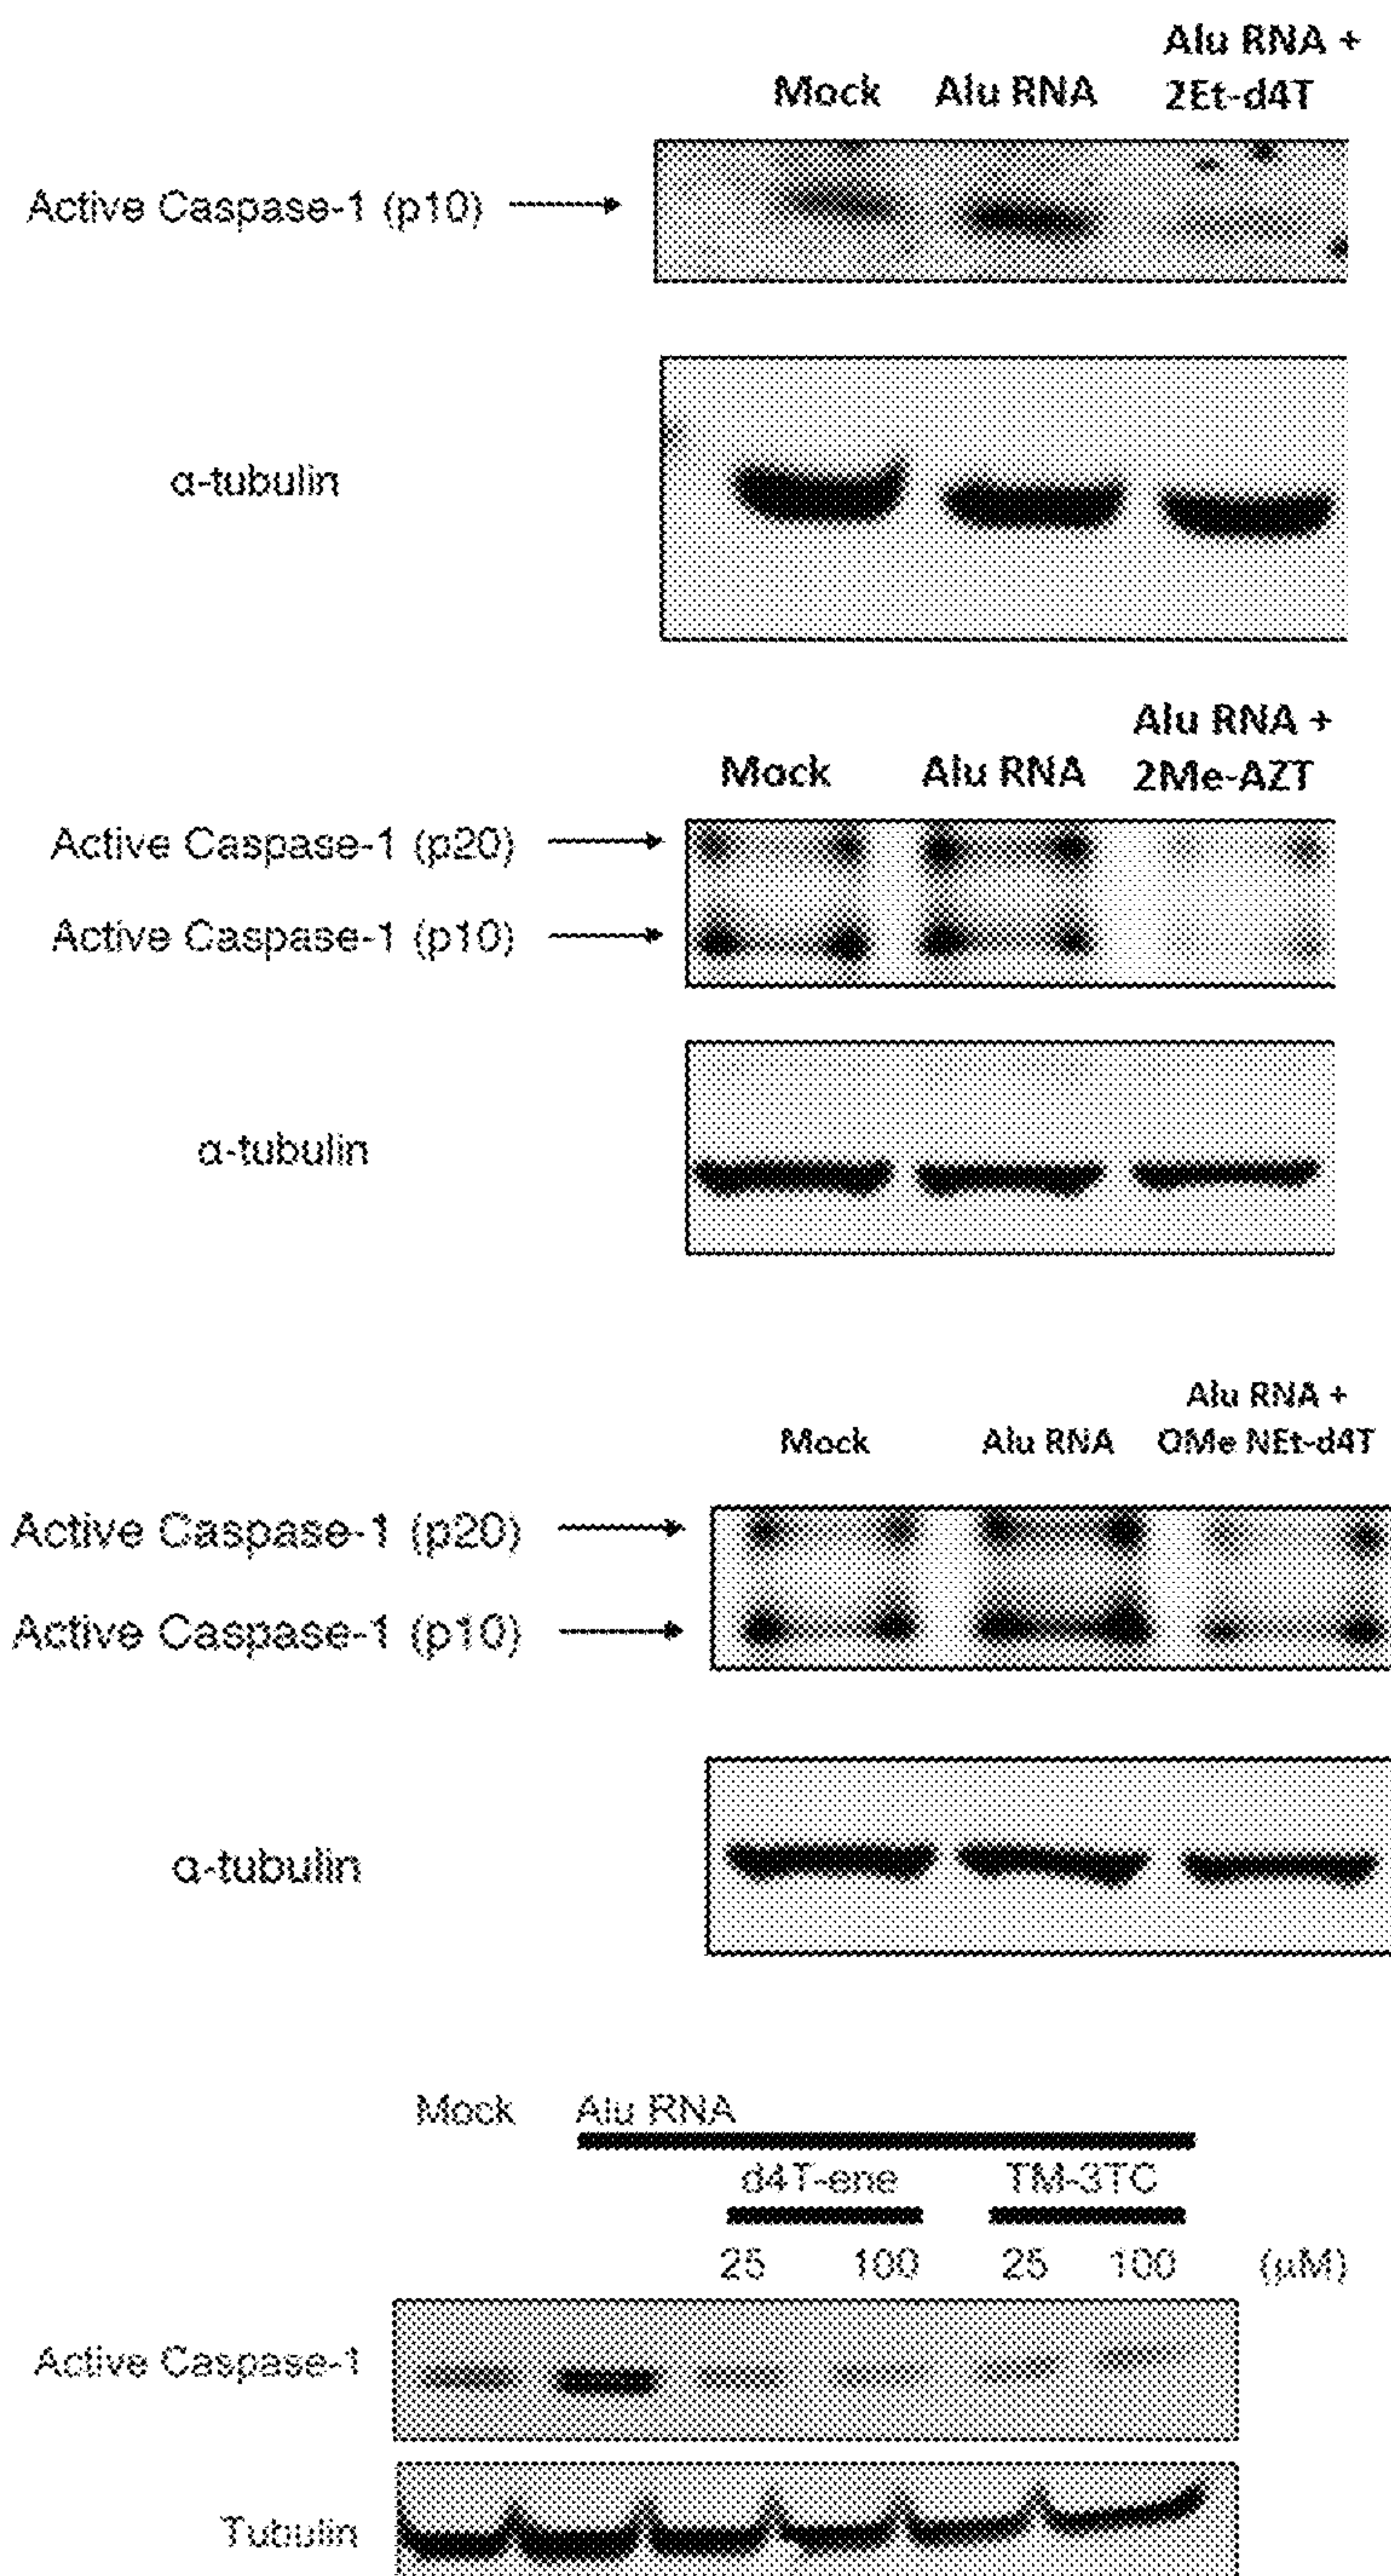 Alu RNA +
Mock Alu RNA 2Et-d4T
Active Caspase-1 (p10)
α-tubulin
Alu RNA +
Mock Alu RNA 2Me-AZT
Active Caspase-1 (p20)
Active Caspase-1 (p10)
α-tubulin
Alu RNA +
Mock Alu RNA OMe NEt-d4T
Active Caspase-1 (p20)
Active Caspase-1 (p10)
α-tubulin
Mock Alu RNA
d4T-ene TM-3TC
25 100 25 100 (μM)
Active Caspase-1
Tubulin